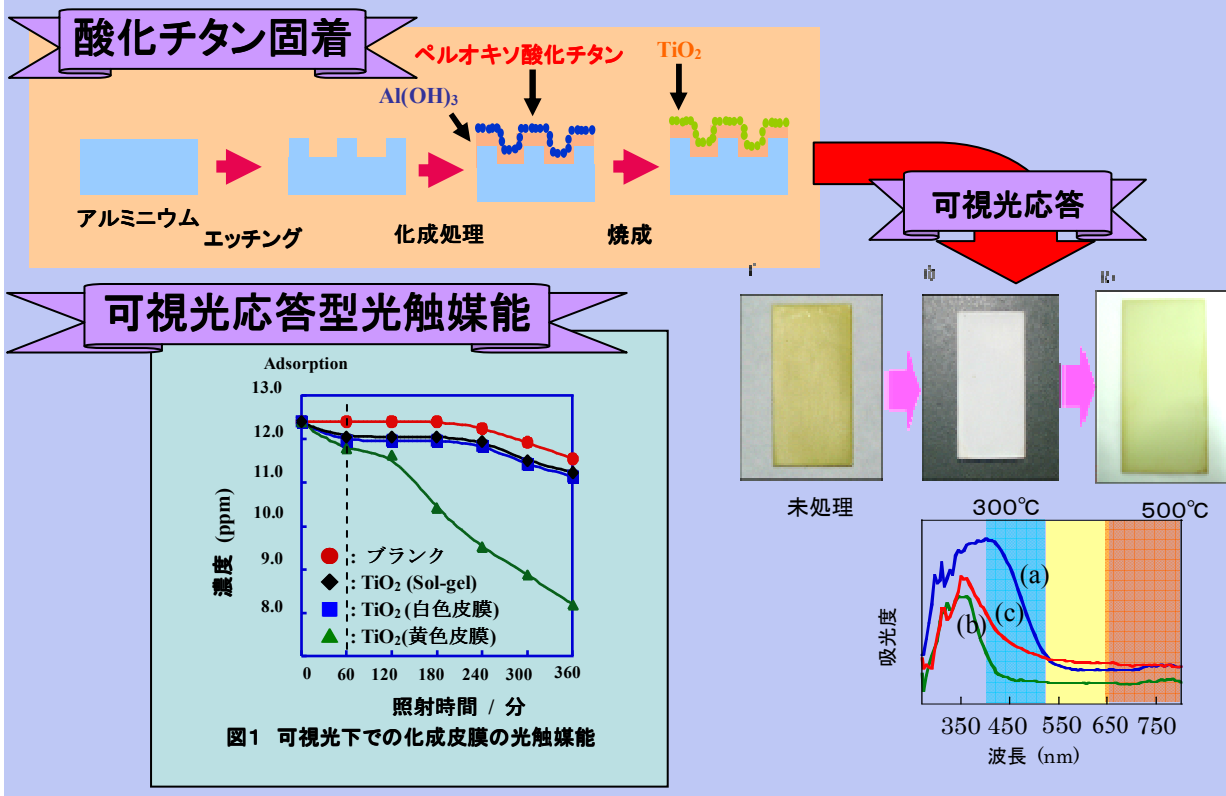 酸化チタン固着
ペルオキソ酸化チタン
TiO2
Al(OH)3
アルミニウム
エッチング
化成処理
焼成
可視光応答
未処理
300℃
500℃
可視光応答型光触媒能
Adsorption
13.0
12.0
11.0
10.0
9.0
8.0
濃度 (ppm)
: ブランク
: TiO2 (Sol-gel)
: TiO2 (白色皮膜)
: TiO2(黄色皮膜)
0 60 120 180 240 300 360
照射時間 / 分
図1 可視光下での化成皮膜の光触媒能
(a)
(c)
(b)
吸光度
350 450 550 650 750
波長 (nm)